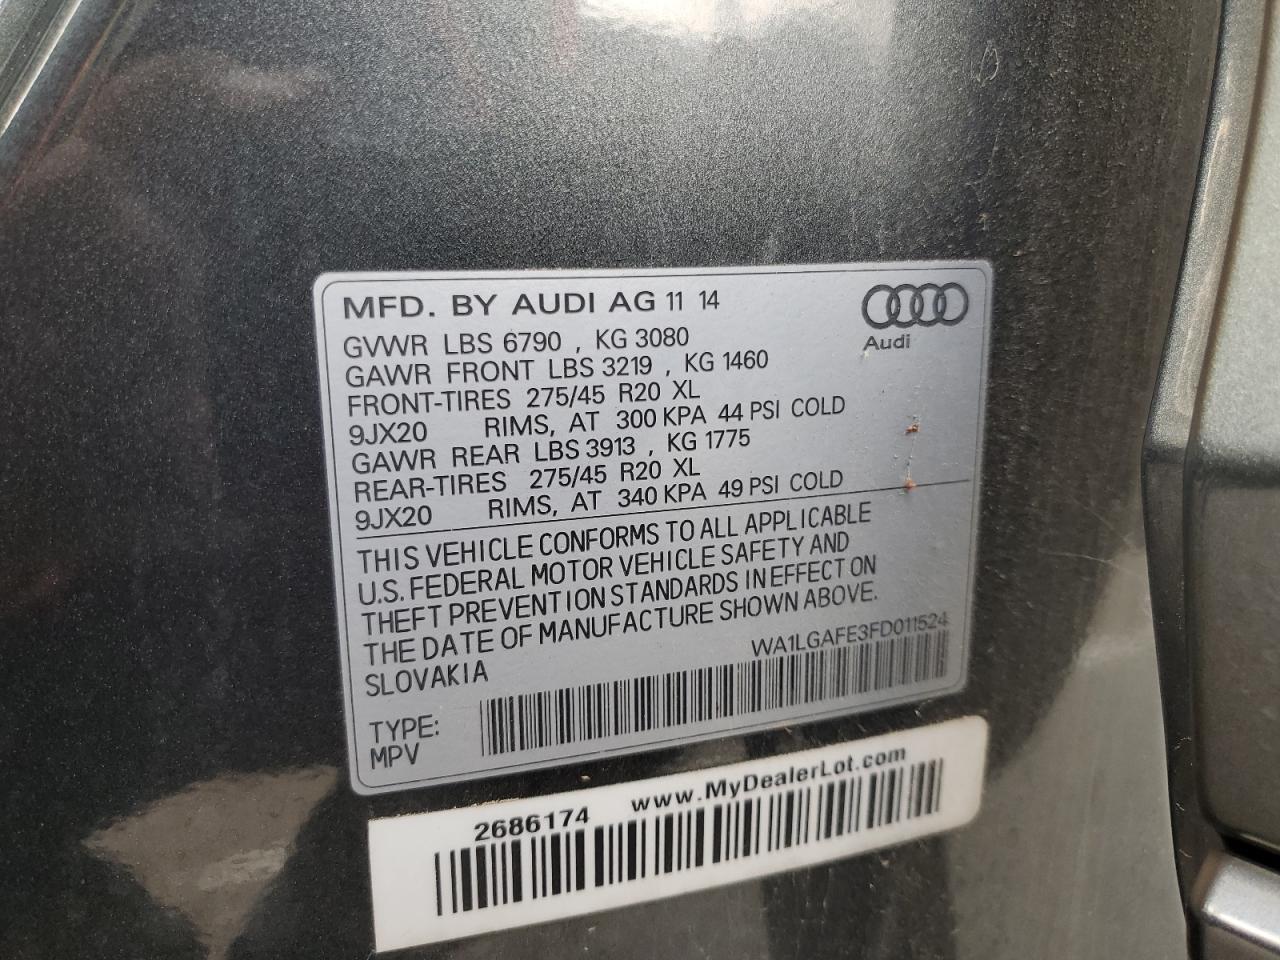 MFD. BY AUDI AG 11 14
Audi
GVWR LBS 6790 , KG 3080
GAWR FRONT LBS 3219 , KG 1460
FRONT-TIRES 275/45 R20 XL
9JX20 RIMS, AT 300 KPA 44 PSI COLD
GAWR REAR LBS 3913 , KG 1775
REAR-TIRES 275/45 R20 XL
9JX20 RIMS, AT 340 KPA 49 PSI COLD
THIS VEHICLE CONFORMS TO ALL APPLICABLE
U.S. FEDERAL MOTOR VEHICLE SAFETY AND
THEFT PREVENTION STANDARDS IN EFFECT ON
THE DATE OF MANUFACTURE SHOWN ABOVE.
SLOVAKIA WA1LGAFE3FD011524
TYPE:
MPV
2686174 www.MyDealerLot.com